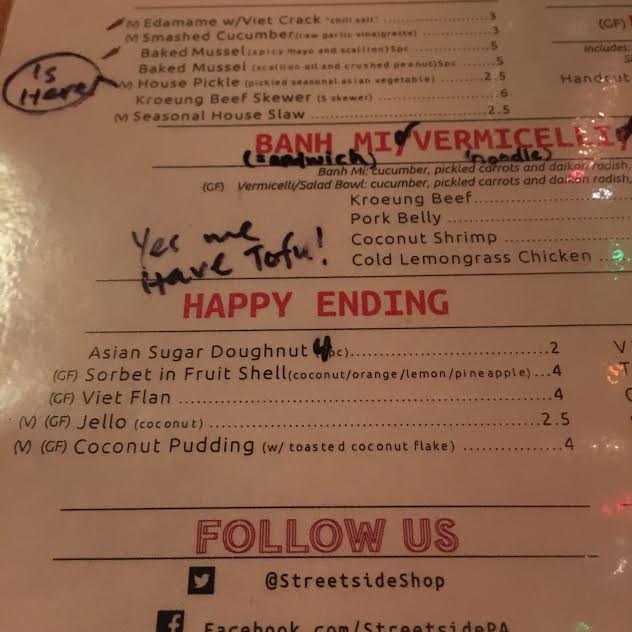 (V) Edamame w/Viet Crack "chili salt" 3
(V) Smashed Cucumber (raw garlic vinaigrette) 3
Baked Mussel (spicy mayo and scallion) 5pc 5
Baked Mussel (scallion oil and crushed peanut) 5pc 5
(V) House Pickle (pickled seasonal asian vegetable) 2.5
Kroeung Beef Skewer (5 skewer) 6
(V) Seasonal House Slaw 2.5
Is Here
(GF)
Includes:
Handcut
BANH MI/VERMICELLI/
(sandwich) (noodle)
Banh Mi: cucumber, pickled carrots and daikon radish,
(GF) Vermicelli/Salad Bowl: cucumber, pickled carrots and daikon radish,
Kroeung Beef
Pork Belly
Coconut Shrimp
Cold Lemongrass Chicken
Yes we
Have Tofu!
HAPPY ENDING
Asian Sugar Doughnut 4 pc) 2
(GF) Sorbet in Fruit Shell (coconut/orange/lemon/pineapple) 4
(GF) Viet Flan 4
(V) (GF) Jello (coconut) 2.5
(V) (GF) Coconut Pudding (w/ toasted coconut flake) 4
FOLLOW US
@StreetsideShop
Facebook.com/StreetsidePA